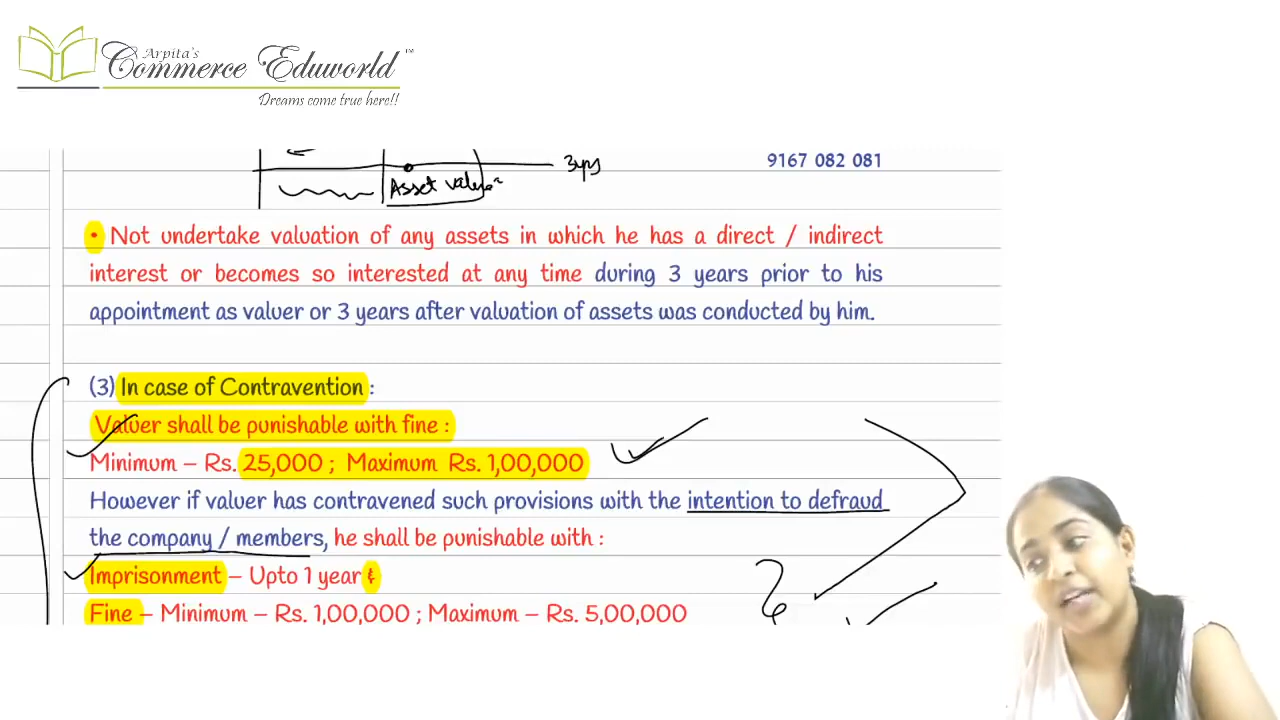 Arpita's
Commerce Eduworld ™
Dreams come true here!!
3yrs
9167 082 081
Asset value
• Not undertake valuation of any assets in which he has a direct / indirect
interest or becomes so interested at any time during 3 years prior to his
appointment as valuer or 3 years after valuation of assets was conducted by him.
(3) In case of Contravention :
Valuer shall be punishable with fine :
Minimum – Rs. 25,000 ; Maximum Rs. 1,00,000
However if valuer has contravened such provisions with the intention to defraud
the company / members, he shall be punishable with :
Imprisonment – Upto 1 year &
Fine – Minimum – Rs. 1,00,000 ; Maximum – Rs. 5,00,000